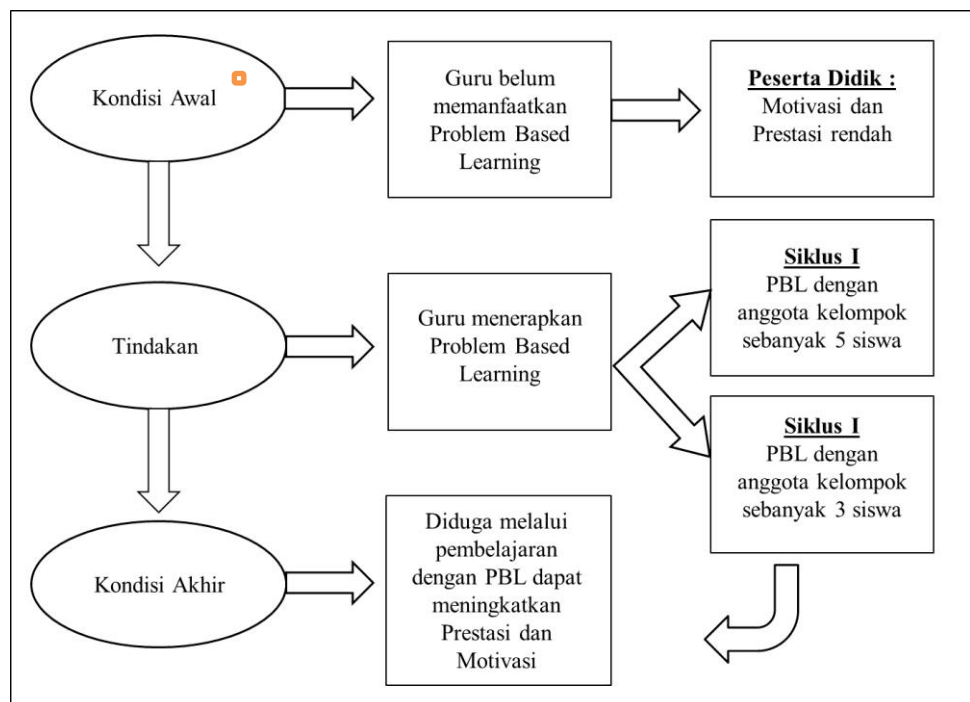 Kondisi Awal
Guru belum
memanfaatkan
Problem Based
Learning
Peserta Didik :
Motivasi dan
Prestasi rendah
Tindakan
Guru menerapkan
Problem Based
Learning
Siklus I
PBL dengan
anggota kelompok
sebanyak 5 siswa
Siklus I
PBL dengan
anggota kelompok
sebanyak 3 siswa
Kondisi Akhir
Diduga melalui
pembelajaran
dengan PBL dapat
meningkatkan
Prestasi dan
Motivasi